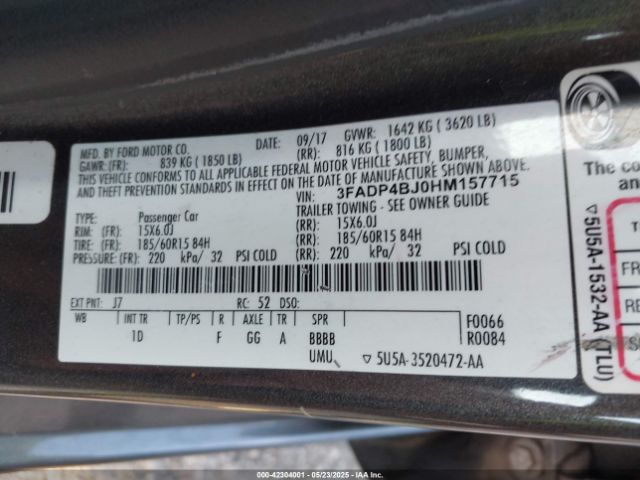 MFD. BY FORD MOTOR CO. DATE: 09/17 GVWR: 1642 KG ( 3620 LB)
GAWR: (FR): 839 KG ( 1850 LB) (RR): 816 KG ( 1800 LB)
THIS VEHICLE CONFORMS TO ALL APPLICABLE FEDERAL MOTOR VEHICLE SAFETY, BUMPER,
AND THEFT PREVENTION STANDARDS IN EFFECT ON THE DATE OF MANUFACTURE SHOWN ABOVE.
VIN: 3FADP4BJ0HM157715
TYPE: Passenger Car TRAILER TOWING - SEE OWNER GUIDE
RIM: (FR): 15X6.0J (RR): 15X6.0J
TIRE: (FR): 185/60R15 84H (RR): 185/60R15 84H
PRESSURE: (FR): 220 kPa/ 32 PSI COLD (RR): 220 kPa/ 32 PSI COLD
EXT PNT: J7 RC: 52 DSO:
WB INT TR TP/PS R AXLE TR SPR F0066
1D F GG A BBBB R0084
UMU ▽ 5U5A-3520472-AA
The co
are
▽5U5A-1532-AA (TLU)
T
FR
RE
000-42304001 - 05/23/2025 - IAAHOLDINGS.COM